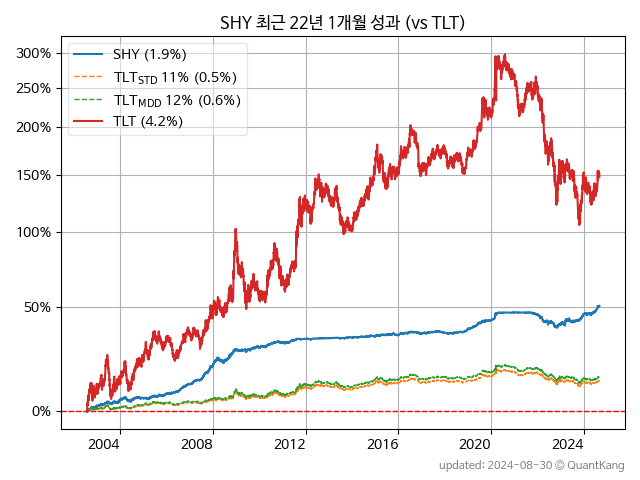 SHY 최근 22년 1개월 성과 (vs TLT)
SHY (1.9%)
TLT_STD 11% (0.5%)
TLT_MDD 12% (0.6%)
TLT (4.2%)
300%
250%
200%
150%
100%
50%
0%
2004 2008 2012 2016 2020 2024
updated: 2024-08-30 © QuantKang